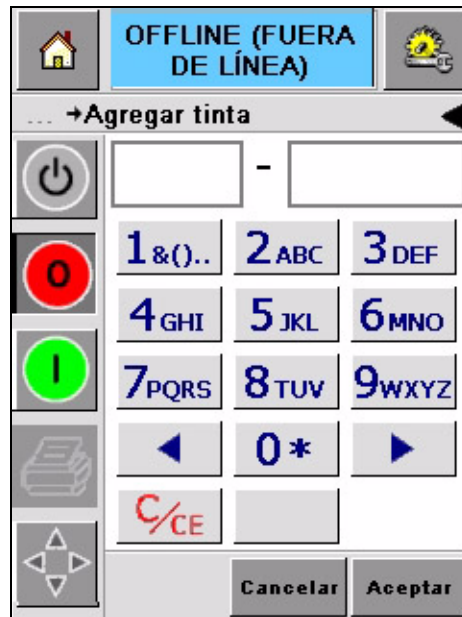 OFFLINE (FUERA
DE LÍNEA)
... →Agregar tinta
-
1&().. 2ABC 3DEF
0
4GHI 5JKL 6MNO
I
7PQRS 8TUV 9WXYZ
0*
C/CE
Cancelar Aceptar